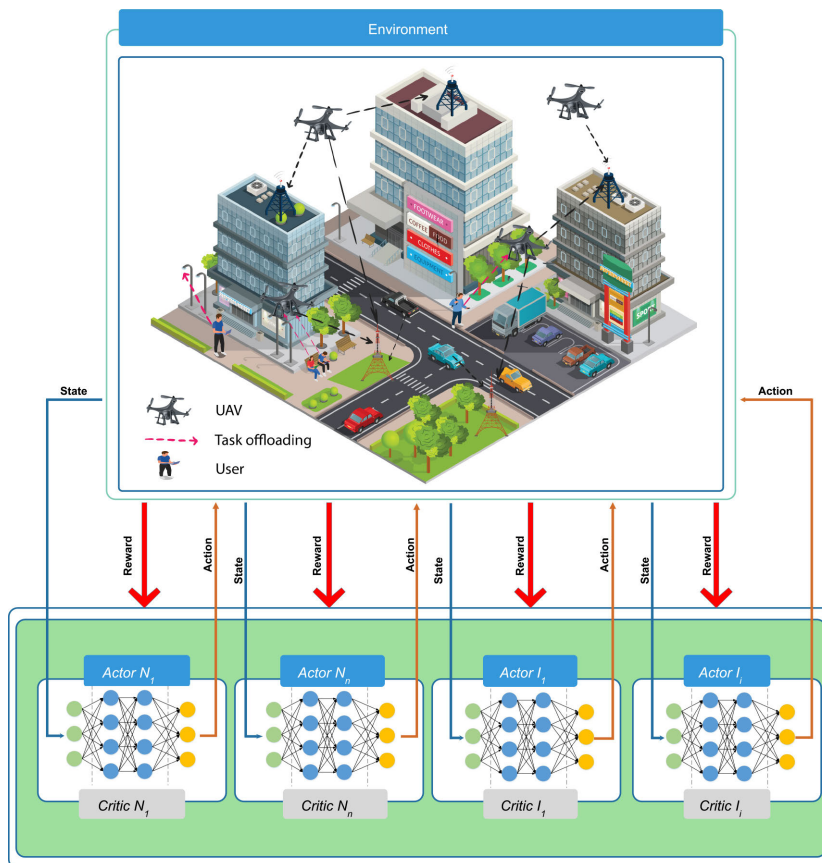 Environment
FOOTWEAR
COFFEE FOOD
CLOTHES
SPOT
State
Action
UAV
Task offloading
User
Reward
Action
State
Reward
Action
State
Reward
Action
State
Reward
Actor N1
Actor Nn
Actor I1
Actor Ii
Critic N1
Critic Nn
Critic I1
Critic Ii